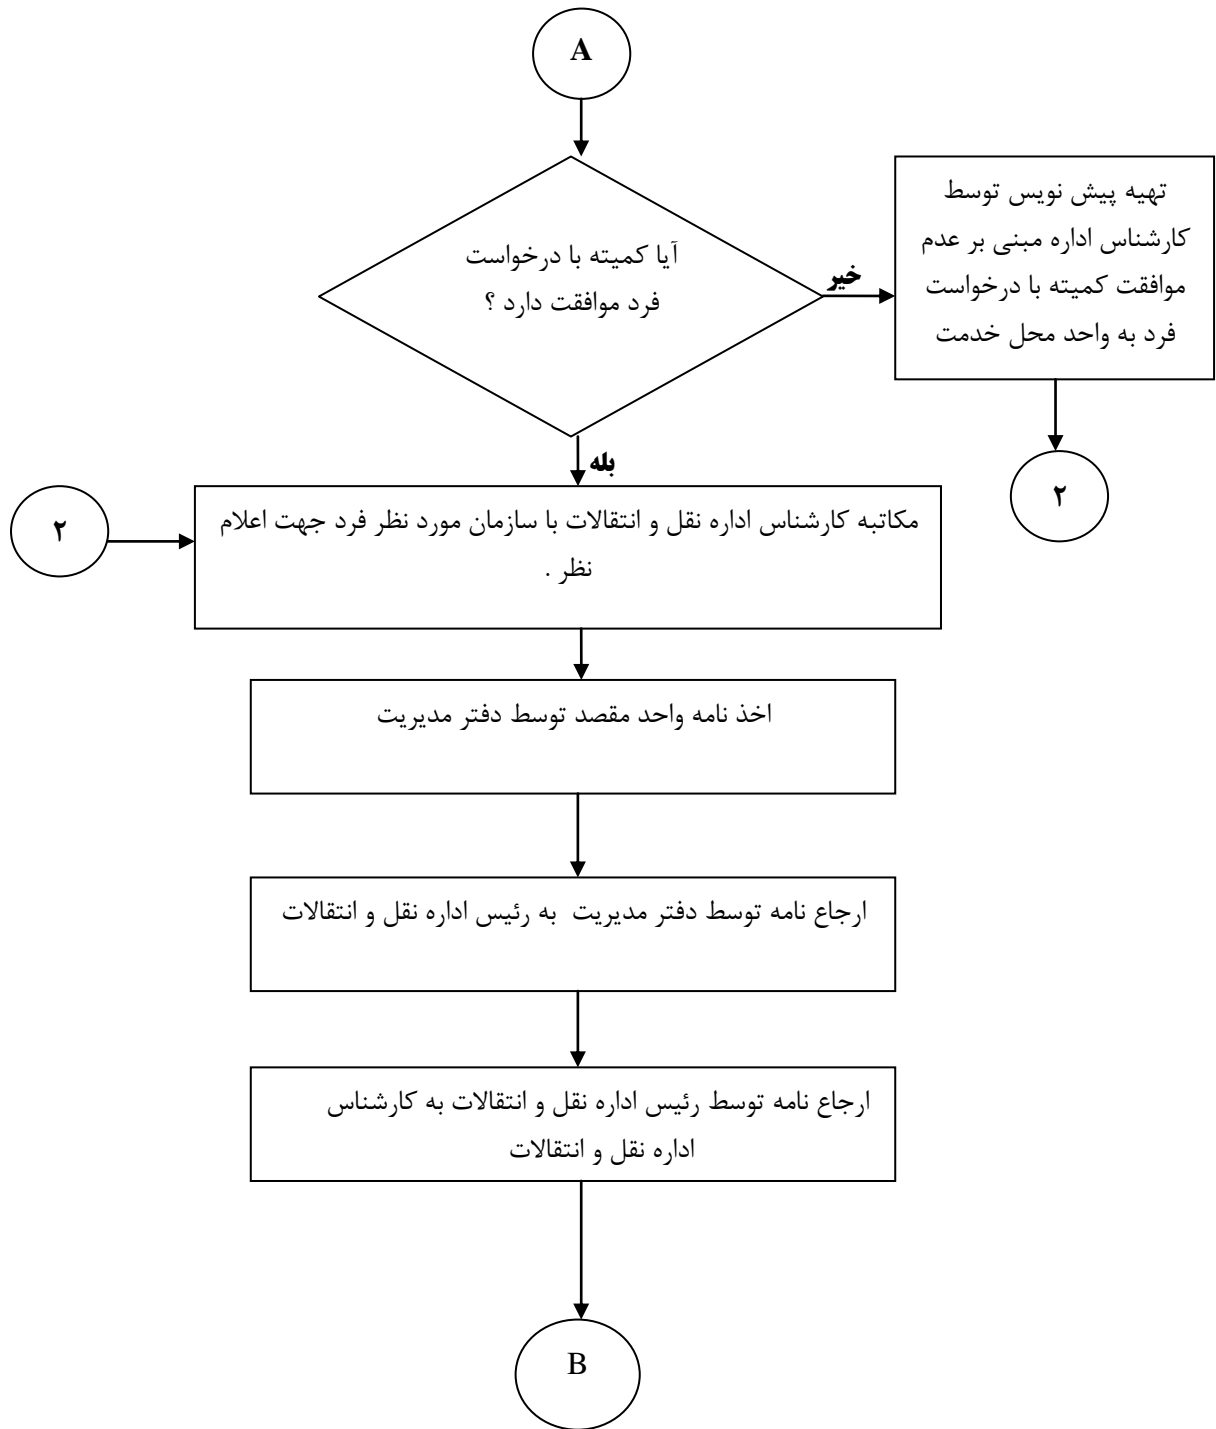 A
آیا کمیته با درخواست
فرد موافقت دارد ؟
خیر
تهیه پیش نویس توسط
کارشناس اداره مبنی بر عدم
موافقت کمیته با درخواست
فرد به واحد محل خدمت
۲
بله
۲
مکاتبه کارشناس اداره نقل و انتقالات با سازمان مورد نظر فرد جهت اعلام
نظر .
اخذ نامه واحد مقصد توسط دفتر مدیریت
ارجاع نامه توسط دفتر مدیریت به رئیس اداره نقل و انتقالات
ارجاع نامه توسط رئیس اداره نقل و انتقالات به کارشناس
اداره نقل و انتقالات
B